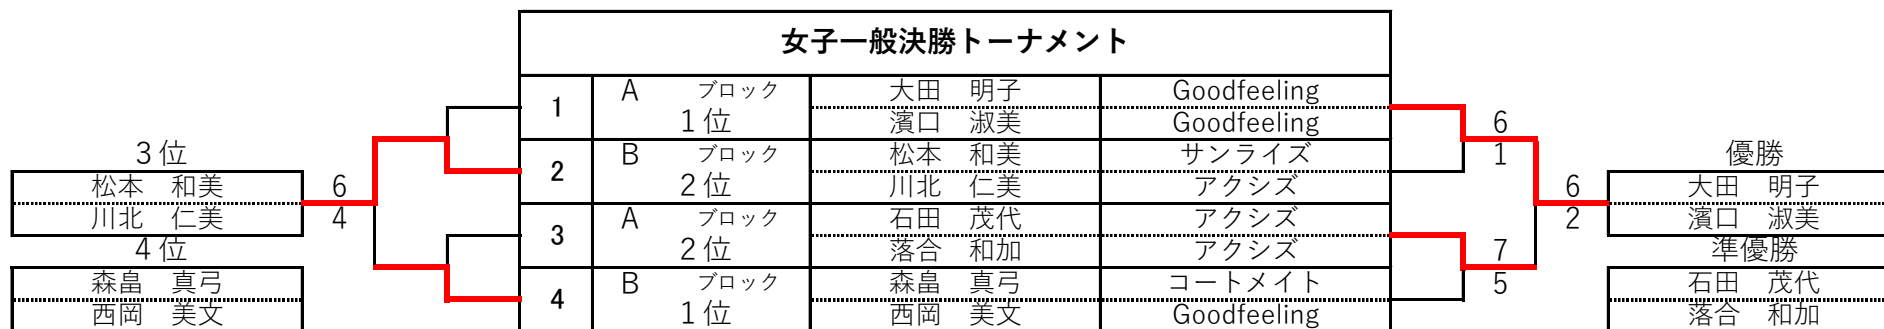 女子一般決勝トーナメント
1 A ブロック 1位 大田 明子 Goodfeeling
濱口 淑美 Goodfeeling
2 B ブロック 2位 松本 和美 サンライズ
川北 仁美 アクシズ
3 A ブロック 2位 石田 茂代 アクシズ
落合 和加 アクシズ
4 B ブロック 1位 森畠 真弓 コートメイト
西岡 美文 Goodfeeling
3位
松本 和美
川北 仁美
6
4
4位
森畠 真弓
西岡 美文
6
1
7
5
6
2
優勝
大田 明子
濱口 淑美
準優勝
石田 茂代
落合 和加